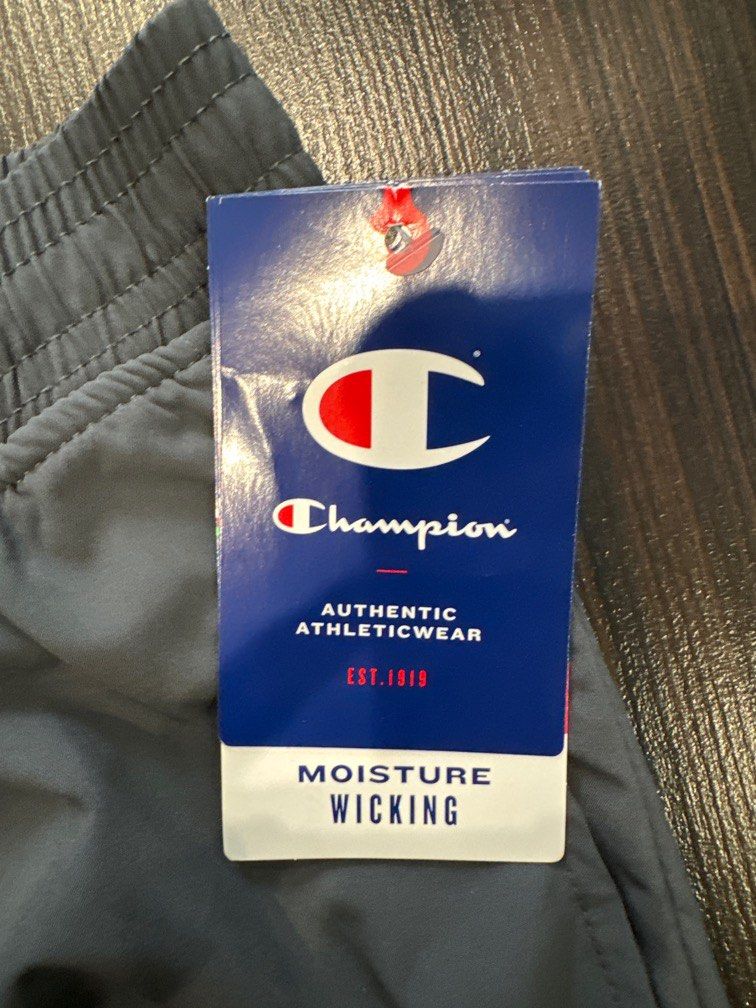 Champion
AUTHENTIC
ATHLETICWEAR
EST.1919
MOISTURE
WICKING